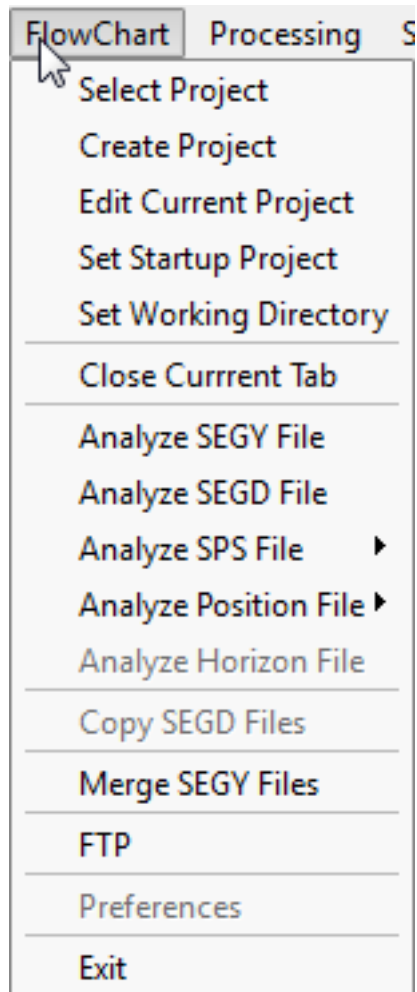 FlowChart Processing S
Select Project
Create Project
Edit Current Project
Set Startup Project
Set Working Directory
Close Currrent Tab
Analyze SEGY File
Analyze SEGD File
Analyze SPS File
Analyze Position File
Analyze Horizon File
Copy SEGD Files
Merge SEGY Files
FTP
Preferences
Exit